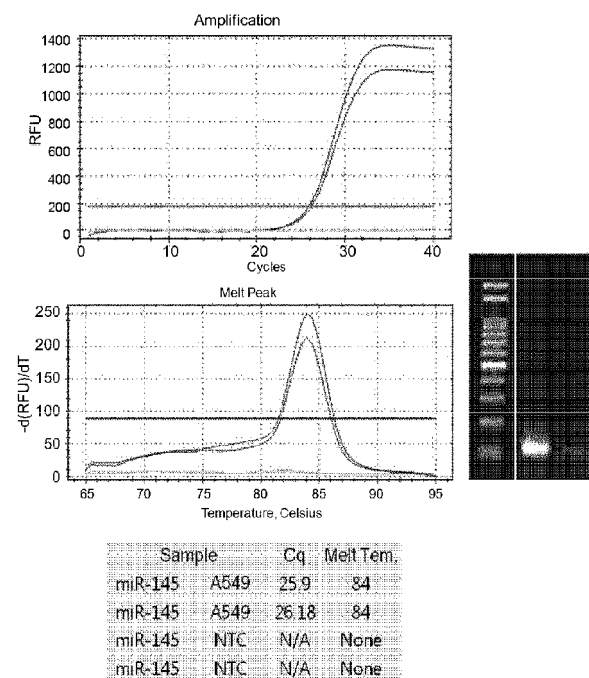 Amplification
1400
1200
1000
800
600
400
200
0
RFU
0 10 20 30 40
Cycles
Melt Peak
250
200
150
100
50
0
-d(RFU)/dT
65 70 75 80 85 90 95
Temperature, Celsius
Sample Cq Melt Tem.
miR-145 A549 25.9 84
miR-145 A549 26.18 84
miR-145 NTC N/A None
miR-145 NTC N/A None